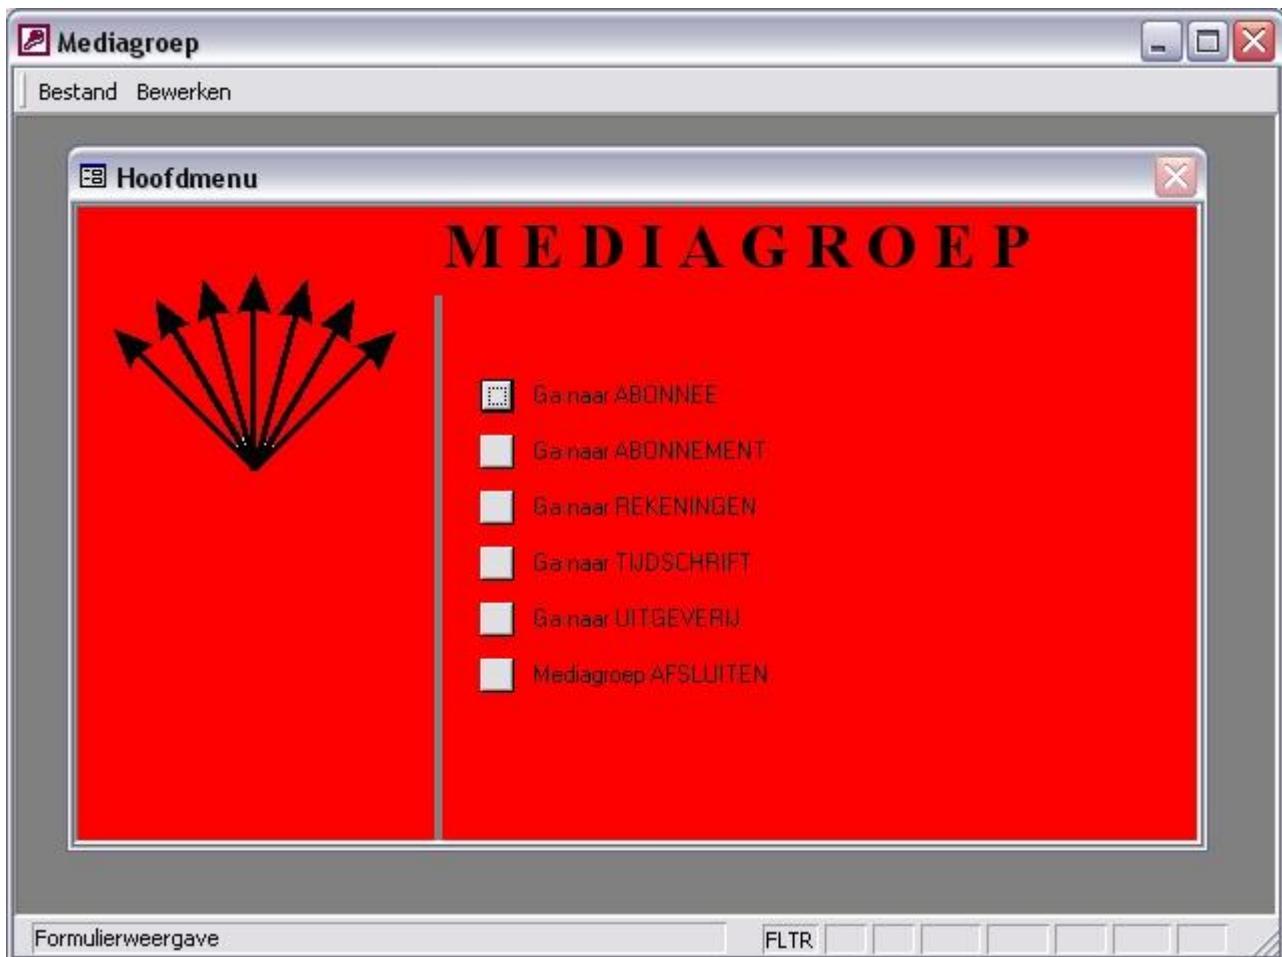 Mediagroep
Bestand Bewerken
Hoofdmenu
MEDIAGROEP
Ga naar ABONNEE
Ga naar ABONNEMENT
Ga naar REKENINGEN
Ga naar TIJDSCHRIFT
Ga naar UITGEVERIJ
Mediagroep AFSLUITEN
Formulierweergave FLTR